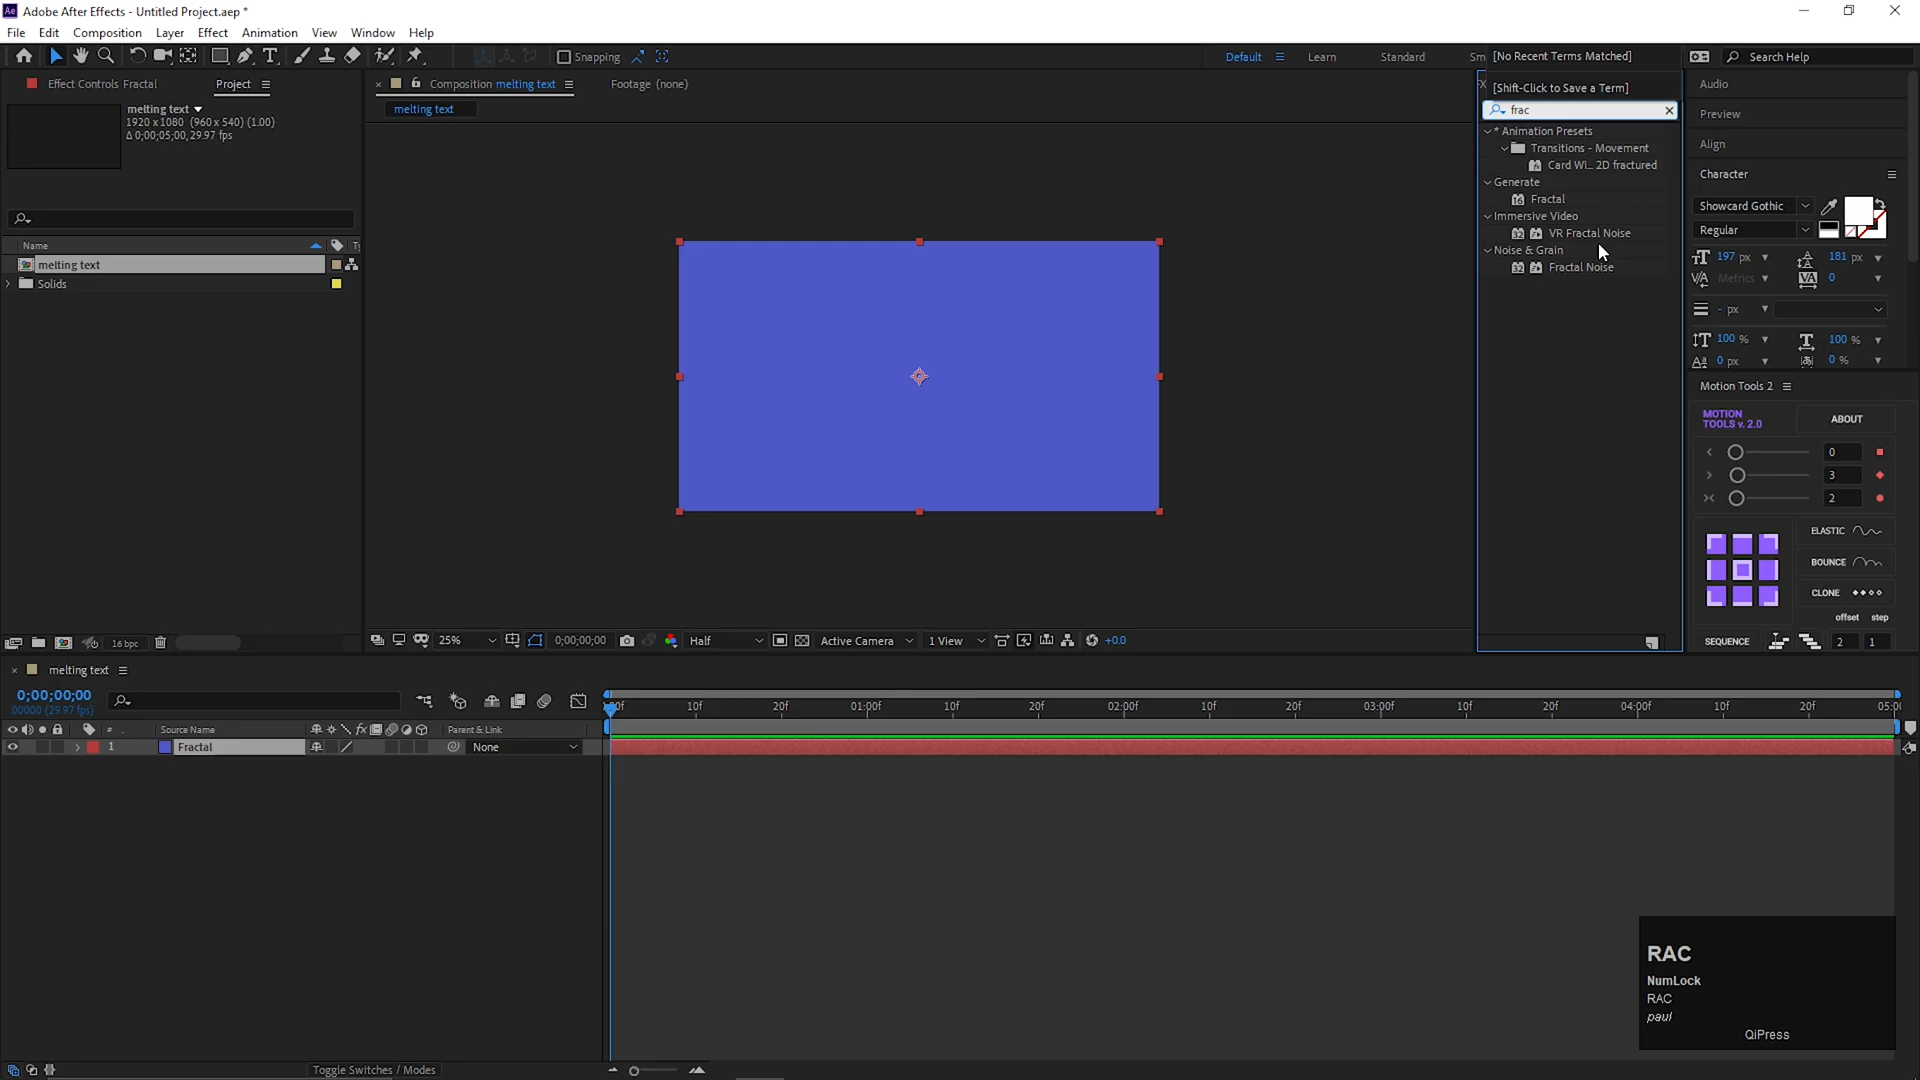 Adobe After Effects - Untitled Project.aep *
File Edit Composition Layer Effect Animation View Window Help
Snapping
Default Learn Standard Sm
[No Recent Terms Matched]
Search Help
Effect Controls Fractal Project
melting text
1920 x 1080 (960 x 540) (1.00)
Δ 0;00;05;00, 29.97 fps
Name
melting text
Solids
16 bpc
Composition melting text Footage (none)
melting text
25% 0;00;00;00 Half Active Camera 1 View +0.0
[Shift-Click to Save a Term]
frac
* Animation Presets
Transitions - Movement
Card Wi... 2D fractured
Generate
Fractal
Immersive Video
VR Fractal Noise
Noise & Grain
Fractal Noise
Audio
Preview
Align
Character
Showcard Gothic
Regular
197 px 181 px
Metrics 0
- px
100 % 100 %
0 px 0 %
Motion Tools 2
MOTION
TOOLS v. 2.0
ABOUT
0
3
2
ELASTIC
BOUNCE
CLONE
offset step
SEQUENCE 2 1
melting text
0;00;00;00
00000 (29.97 fps)
10f 20f 01:00f 10f 20f 02:00f 10f 20f 03:00f 10f 20f 04:00f 10f 20f
# Source Name Parent & Link
1 Fractal None
Toggle Switches / Modes
RAC
NumLock
RAC
paul
QiPress